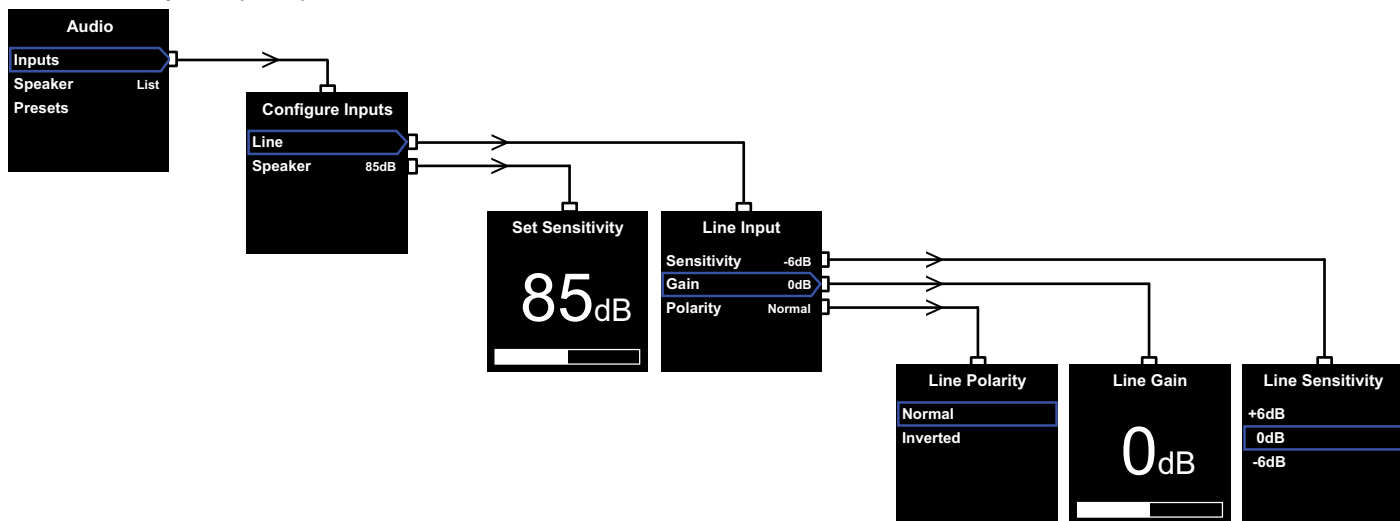 Audio
Inputs
Speaker List
Presets
Configure Inputs
Line
Speaker 85dB
Set Sensitivity
85dB
Line Input
Sensitivity -6dB
Gain 0dB
Polarity Normal
Line Polarity
Normal
Inverted
Line Gain
0dB
Line Sensitivity
+6dB
0dB
-6dB